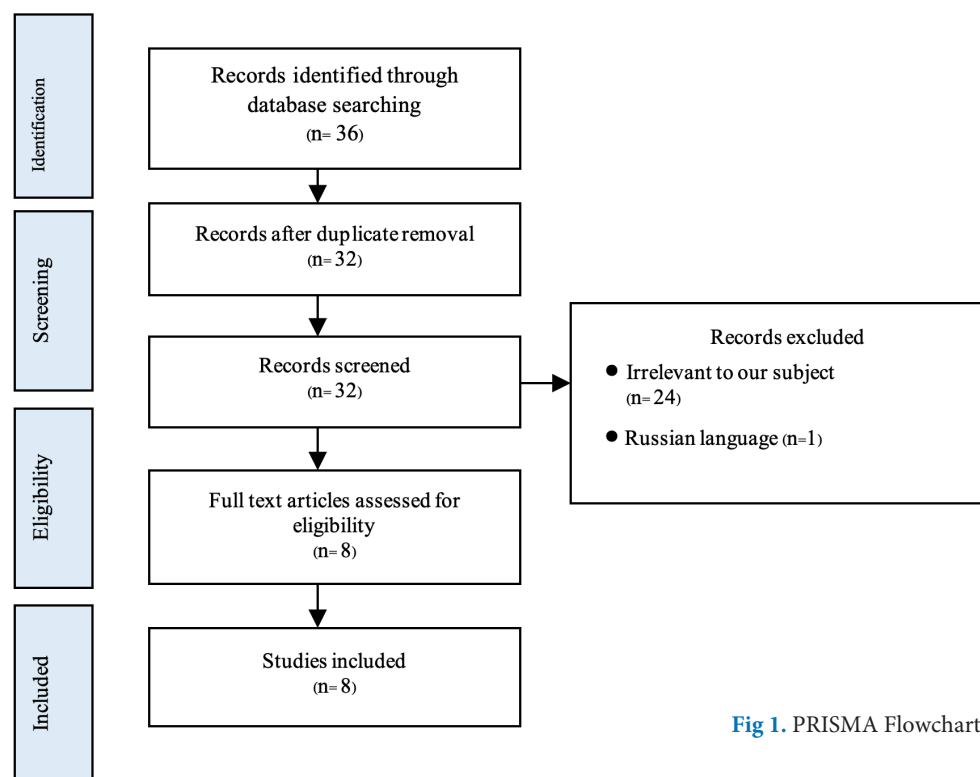 Identification
Records identified through
database searching
(n= 36)
Screening
Records after duplicate removal
(n= 32)
Records screened
(n= 32)
Records excluded
● Irrelevant to our subject
(n= 24)
● Russian language (n=1)
Eligibility
Full text articles assessed for
eligibility
(n= 8)
Included
Studies included
(n= 8)
Fig 1. PRISMA Flowchart